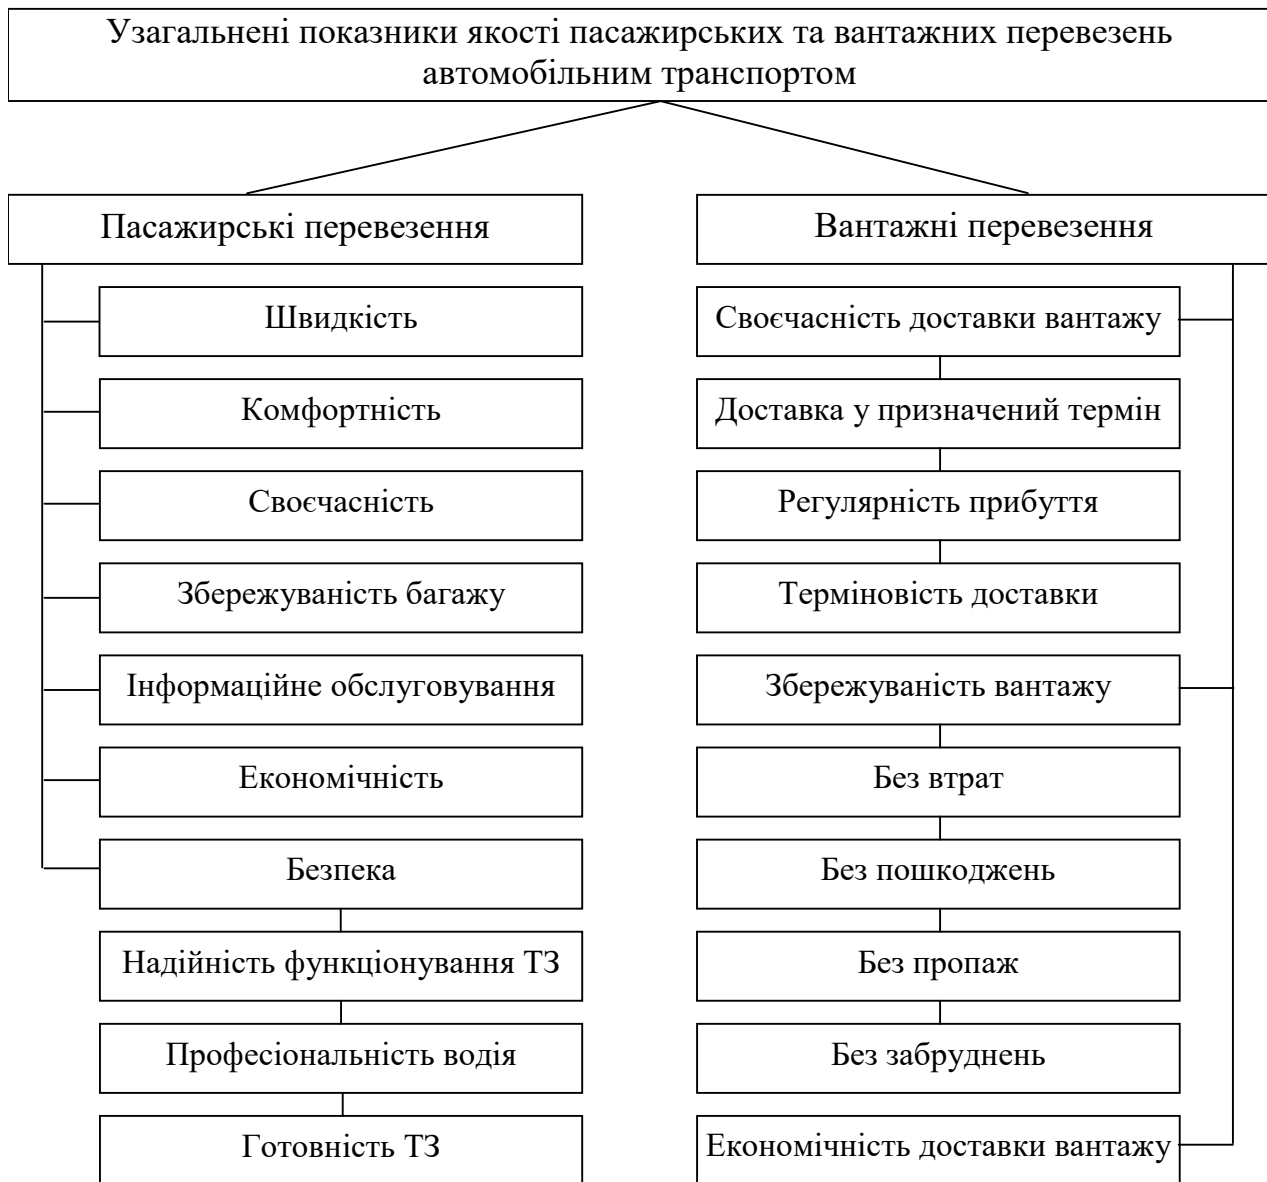 Узагальнені показники якості пасажирських та вантажних перевезень
автомобільним транспортом
Пасажирські перевезення
Швидкість
Комфортність
Своєчасність
Збережуваність багажу
Інформаційне обслуговування
Економічність
Безпека
Надійність функціонування ТЗ
Професіональність водія
Готовність ТЗ
Вантажні перевезення
Своєчасність доставки вантажу
Доставка у призначений термін
Регулярність прибуття
Терміновість доставки
Збережуваність вантажу
Без втрат
Без пошкоджень
Без пропаж
Без забруднень
Економічність доставки вантажу